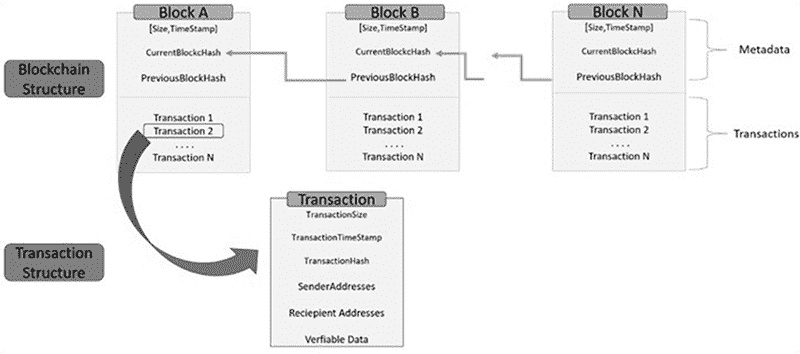 Block A
Block B
Block N
[Size,TimeStamp]
[Size,TimeStamp]
[Size,TimeStamp]
CurrentBlockcHash
CurrentBlockcHash
CurrentBlockcHash
Metadata
Blockchain
Structure
PreviousBlockHash
PreviousBlockHash
PreviousBlockHash
Transaction 1
Transaction 2
....
Transaction N
Transaction 1
Transaction 2
....
Transaction N
Transaction 1
Transaction 2
....
Transaction N
Transactions
Transaction
Structure
Transaction
TransactionSize
TransactionTimeStamp
TransactionHash
SenderAddresses
Reciepient Addresses
Verfiable Data